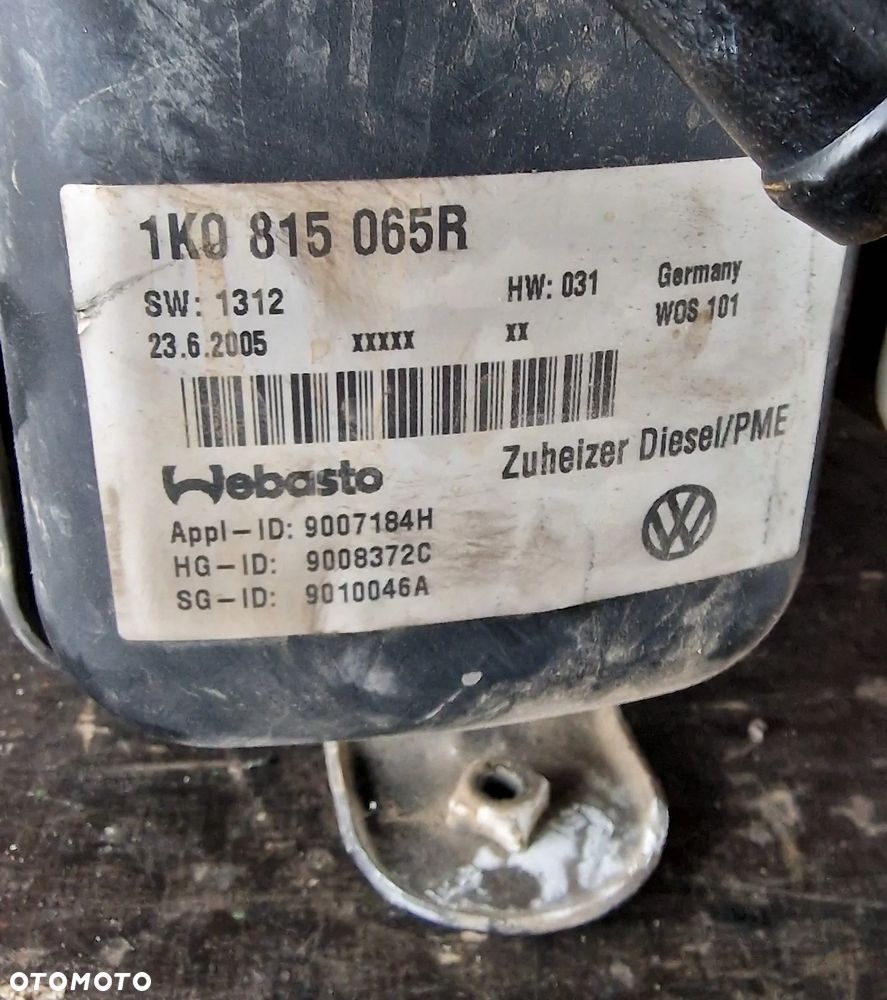 1K0 815 065R
SW: 1312 HW: 031 Germany
WOS 101
23.6.2005 XXXXX XX
Webasto Zuheizer Diesel/PME
Appl-ID: 9007184H
HG-ID: 9008372C
SG-ID: 9010046A
OTOMOTO